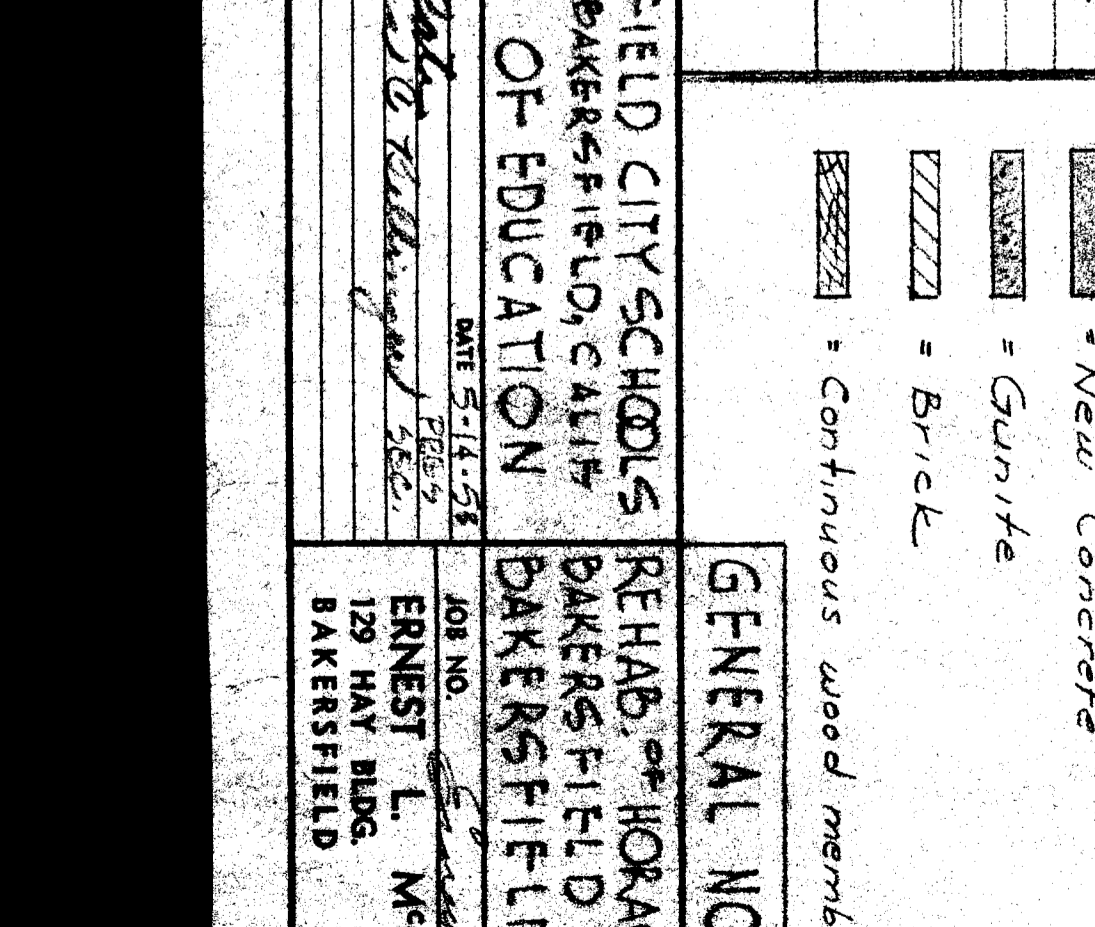 = New Concrete
= Gunite
= Brick
= Continuous wood memb
GENERAL NO
FIELD CITY SCHOOLS
BAKERSFIELD, CALIF
OF EDUCATION
DATE 5-14-58
PRES
SEC.
REHAB. OF HORA
BAKERSFIELD
BAKERSFIEL
JOB NO.
ERNEST L. Mc
129 HAY BLDG.
BAKERSFIELD